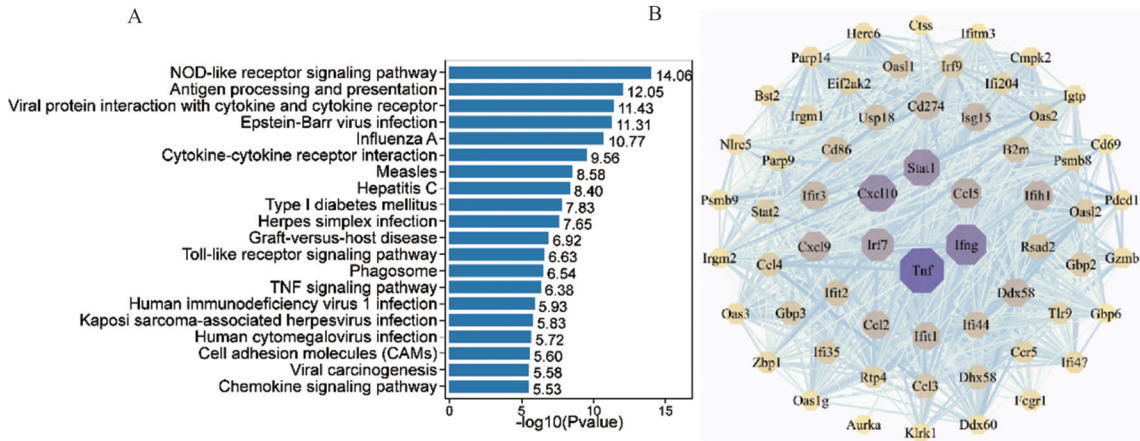 A
NOD-like receptor signaling pathway 14.06
Antigen processing and presentation 12.05
Viral protein interaction with cytokine and cytokine receptor 11.43
Epstein-Barr virus infection 11.31
Influenza A 10.77
Cytokine-cytokine receptor interaction 9.56
Measles 8.58
Hepatitis C 8.40
Type I diabetes mellitus 7.83
Herpes simplex infection 7.65
Graft-versus-host disease 6.92
Toll-like receptor signaling pathway 6.63
Phagosome 6.54
TNF signaling pathway 6.38
Human immunodeficiency virus 1 infection 5.93
Kaposi sarcoma-associated herpesvirus infection 5.83
Human cytomegalovirus infection 5.72
Cell adhesion molecules (CAMs) 5.60
Viral carcinogenesis 5.58
Chemokine signaling pathway 5.53
0 5 10 15
-log10(Pvalue)
B
Ctss
Herc6 Ifitm3
Parp14 Oasl1 Irf9 Cmpk2
Eif2ak2 Ifi204
Bst2 Igtp
Irgm1 Usp18 Cd274 Isg15 Oas2
Nlrc5 Cd86 B2m Cd69
Parp9 Stat1 Psmb8
Psmb9 Ifit3 Cxcl10 Ccl5 Ifih1 Pdcd1
Stat2 Oasl2
Irgm2 Cxcl9 Irf7 Ifng Rsad2 Gzmb
Ccl4 Tnf Gbp2
Ifit2 Ddx58
Oas3 Gbp3 Tlr9 Gbp6
Ccl2 Ifit1 Ifi44
Zbp1 Ifi35 Ccr5 Ifi47
Rtp4 Ccl3 Dhx58
Oas1g Fcgr1
Aurka Klrk1 Ddx60